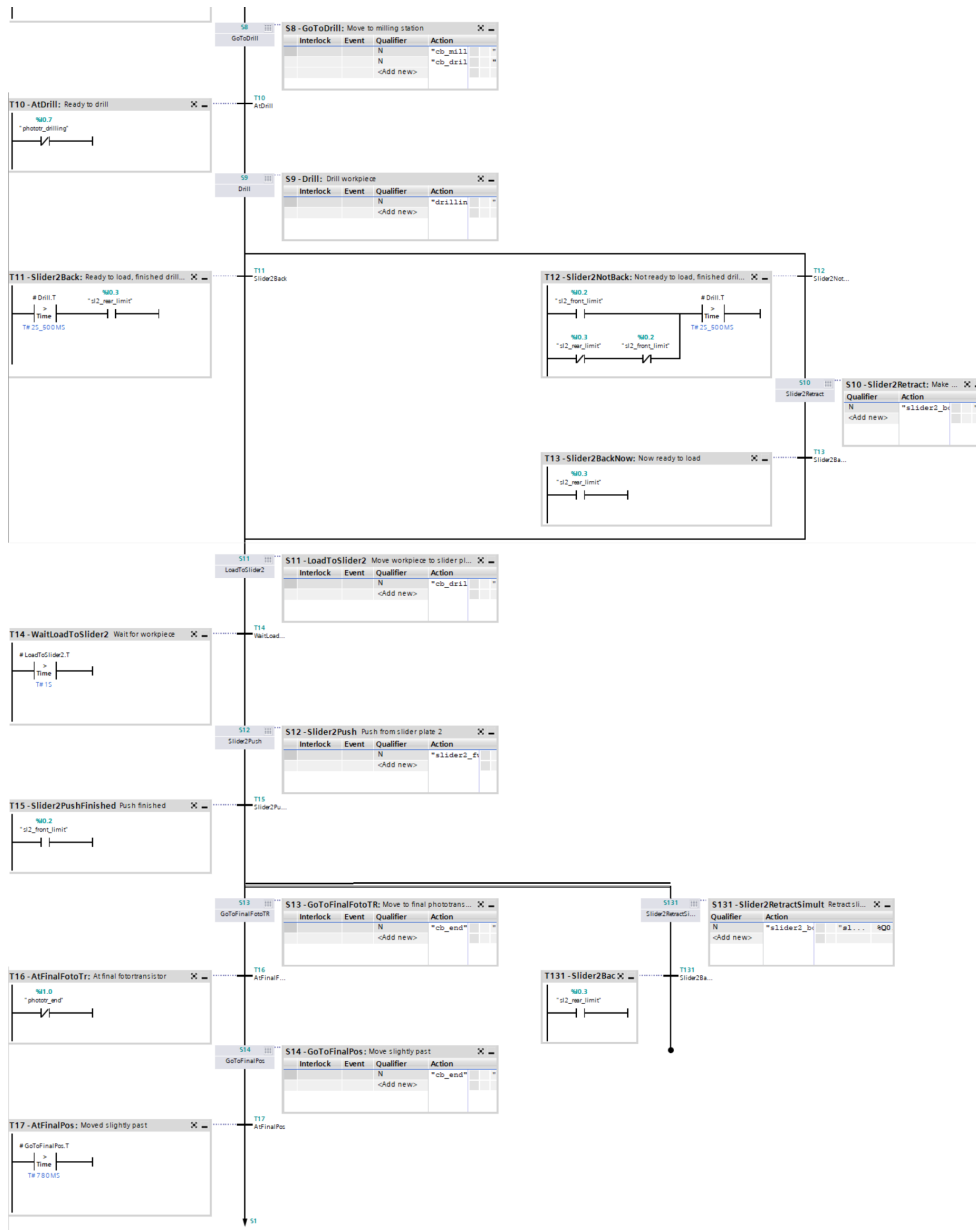 S8
GoToDrill
S8 -GoToDrill: Move to milling station
Interlock Event Qualifier Action
N "cb_mill "
N "cb_dril "
<Add new>
T10 -AtDrill: Ready to drill
T10
AtDrill
%I0.7
"phototr_drilling"
S9
Drill
S9 -Drill: Drill workpiece
Interlock Event Qualifier Action
N "drillin "
<Add new>
T11 -Slider2Back: Ready to load, finished drill...
T11
Slider2Back
#Drill.T
>
Time
T#2S_500MS
%I0.3
"sl2_rear_limit"
T12 -Slider2NotBack: Not ready to load, finished dril...
T12
Slider2Not...
%I0.2
"sl2_front_limit"
#Drill.T
>
Time
T#2S_500MS
%I0.3
"sl2_rear_limit"
%I0.2
"sl2_front_limit"
S10
Slider2Retract
S10 -Slider2Retract: Make ...
Qualifier Action
N "slider2_b
<Add new>
T13 -Slider2BackNow: Now ready to load
T13
Slider2Ba...
%I0.3
"sl2_rear_limit"
S11
LoadToSlider2
S11 -LoadToSlider2 Move workpiece to slider pl...
Interlock Event Qualifier Action
N "cb_dril "
<Add new>
T14 -WaitLoadToSlider2 Wait for workpiece
T14
WaitLoad...
#LoadToSlider2.T
>
Time
T#1S
S12
Slider2Push
S12 -Slider2Push Push from slider plate 2
Interlock Event Qualifier Action
N "slider2_f
<Add new>
T15 -Slider2PushFinished Push finished
T15
Slider2Pu...
%I0.2
"sl2_front_limit"
S13
GoToFinalFotoTR
S13 -GoToFinalFotoTR: Move to final phototrans...
Interlock Event Qualifier Action
N "cb_end" "
<Add new>
S131
Slider2RetractSi...
S131 -Slider2RetractSimult Retract sli...
Qualifier Action
N "slider2_b "sl... %Q0
<Add new>
T16 -AtFinalFotoTr: At final fotortransistor
T16
AtFinalF...
%I1.0
"phototr_end"
T131 -Slider2Bac
T131
Slider2Ba...
%I0.3
"sl2_rear_limit"
S14
GoToFinalPos
S14 -GoToFinalPos: Move slightly past
Interlock Event Qualifier Action
N "cb_end" "
<Add new>
T17 -AtFinalPos: Moved slightly past
T17
AtFinalPos
#GoToFinalPos.T
>
Time
T#780MS
S1